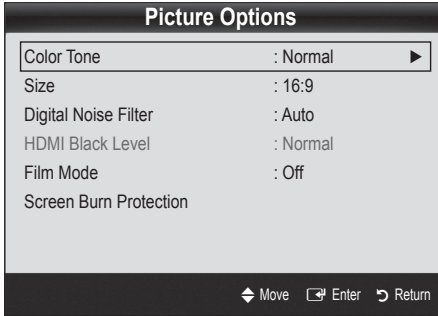 Picture Options
Color Tone : Normal ►
Size : 16:9
Digital Noise Filter : Auto
HDMI Black Level : Normal
Film Mode : Off
Screen Burn Protection
Move Enter Return